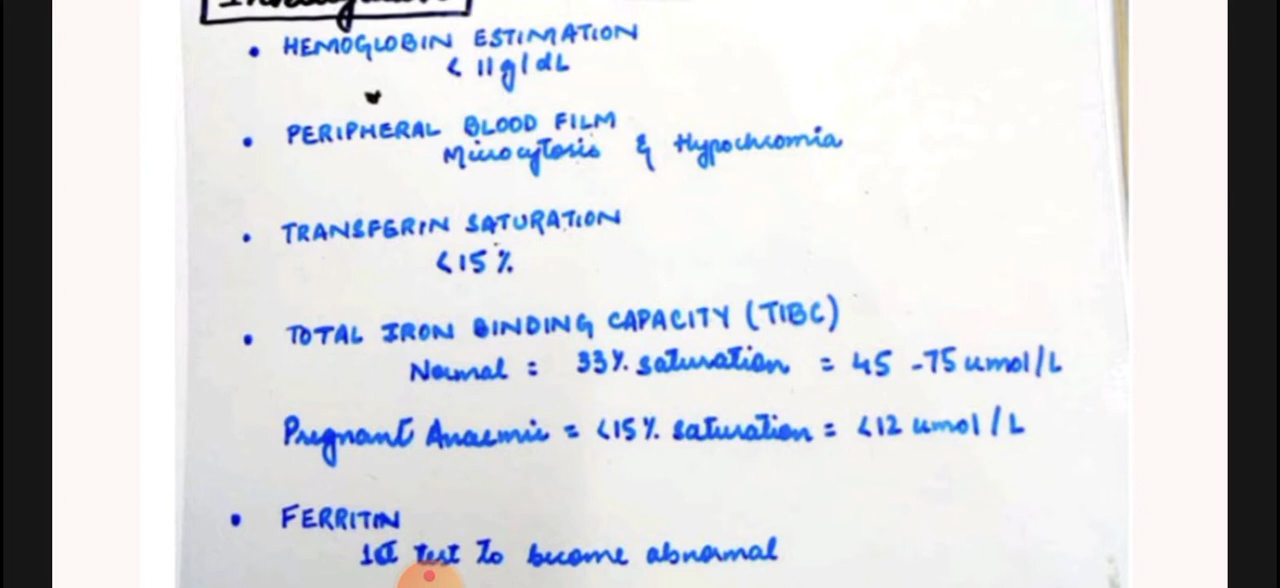 • HEMOGLOBIN ESTIMATION
< 11g/dL
• PERIPHERAL BLOOD FILM
Microcytosis & Hypochromia
• TRANSFERIN SATURATION
<15%
• TOTAL IRON BINDING CAPACITY (TIBC)
Normal = 33% saturation = 45 -75 umol/L
Pregnant Anaemic = <15% saturation = <12 umol/L
• FERRITIN
1st test to become abnormal